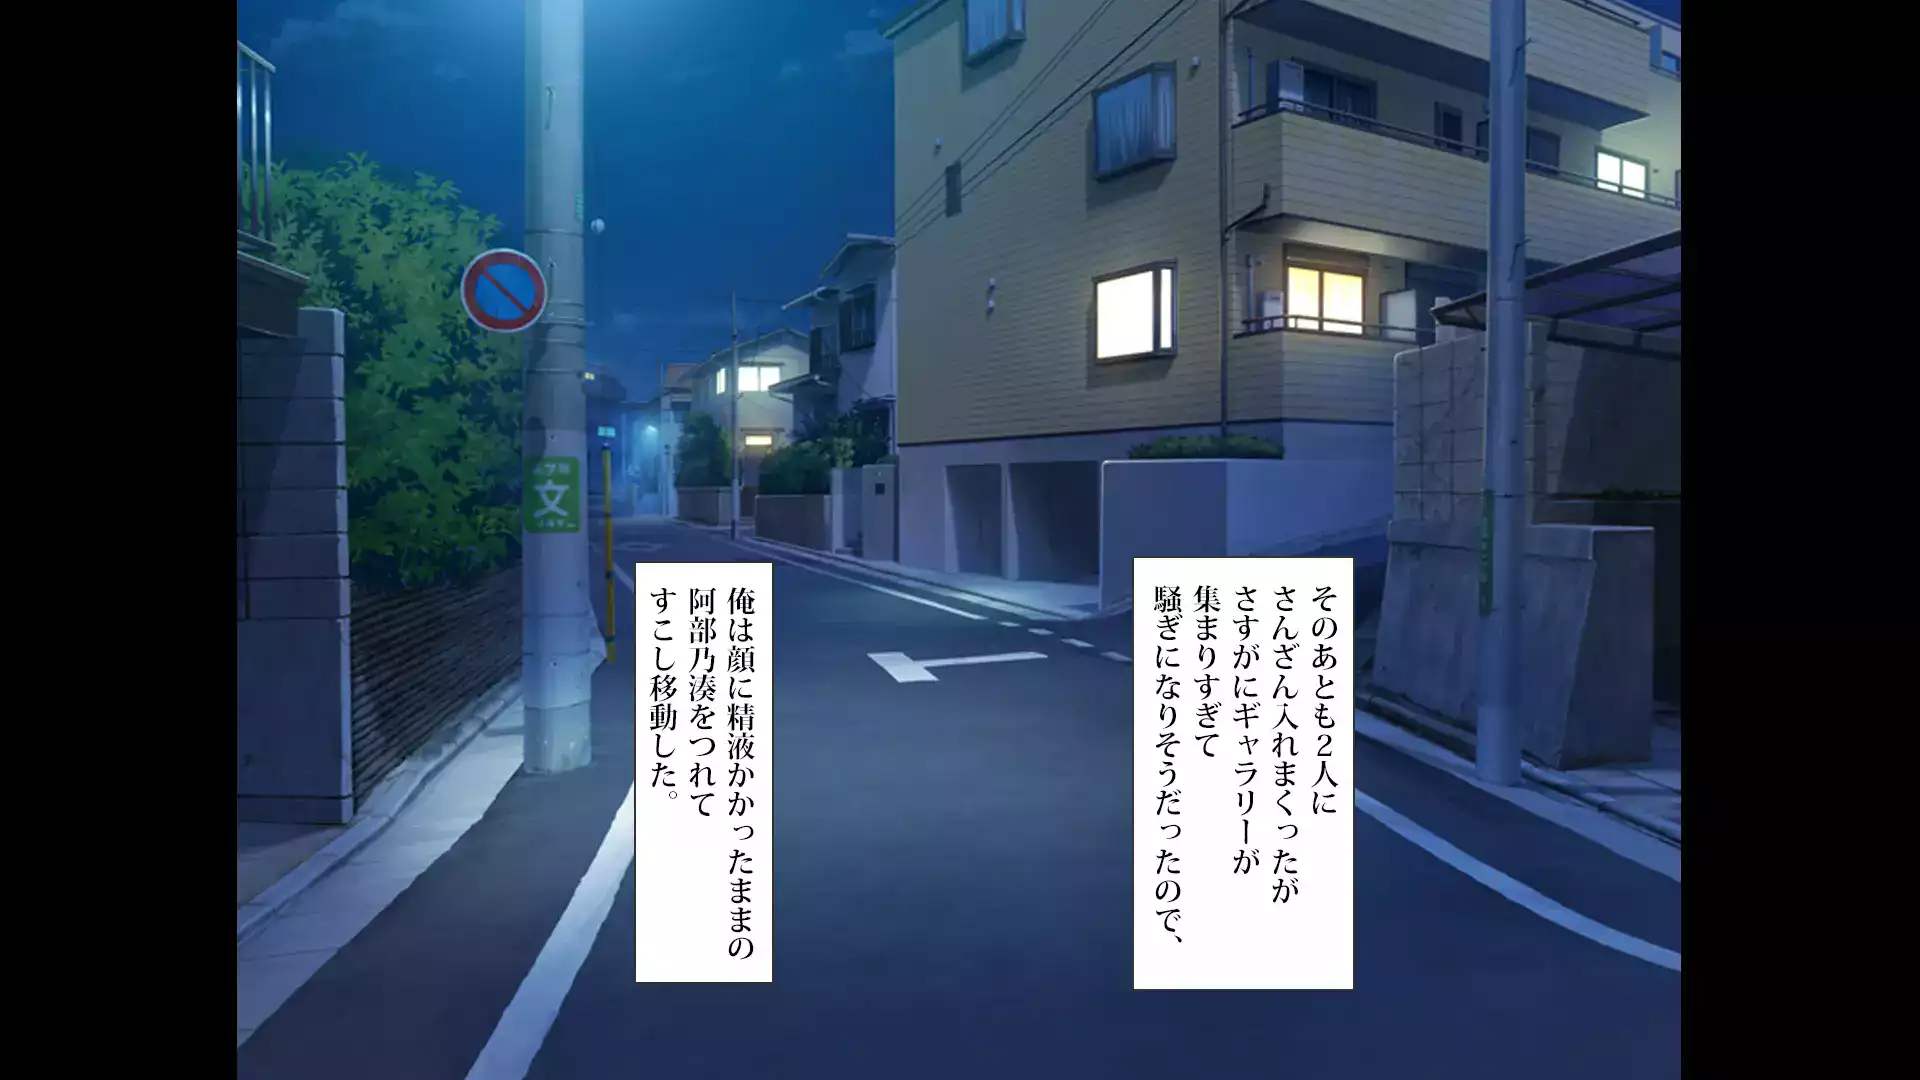 そのあとも２人に
さんざん入れまくったが
さすがにギャラリーが
集まりすぎて
騒ぎになりそうだったので、
俺は顔に精液かかったままの
阿部乃湊をつれて
すこし移動した。
文